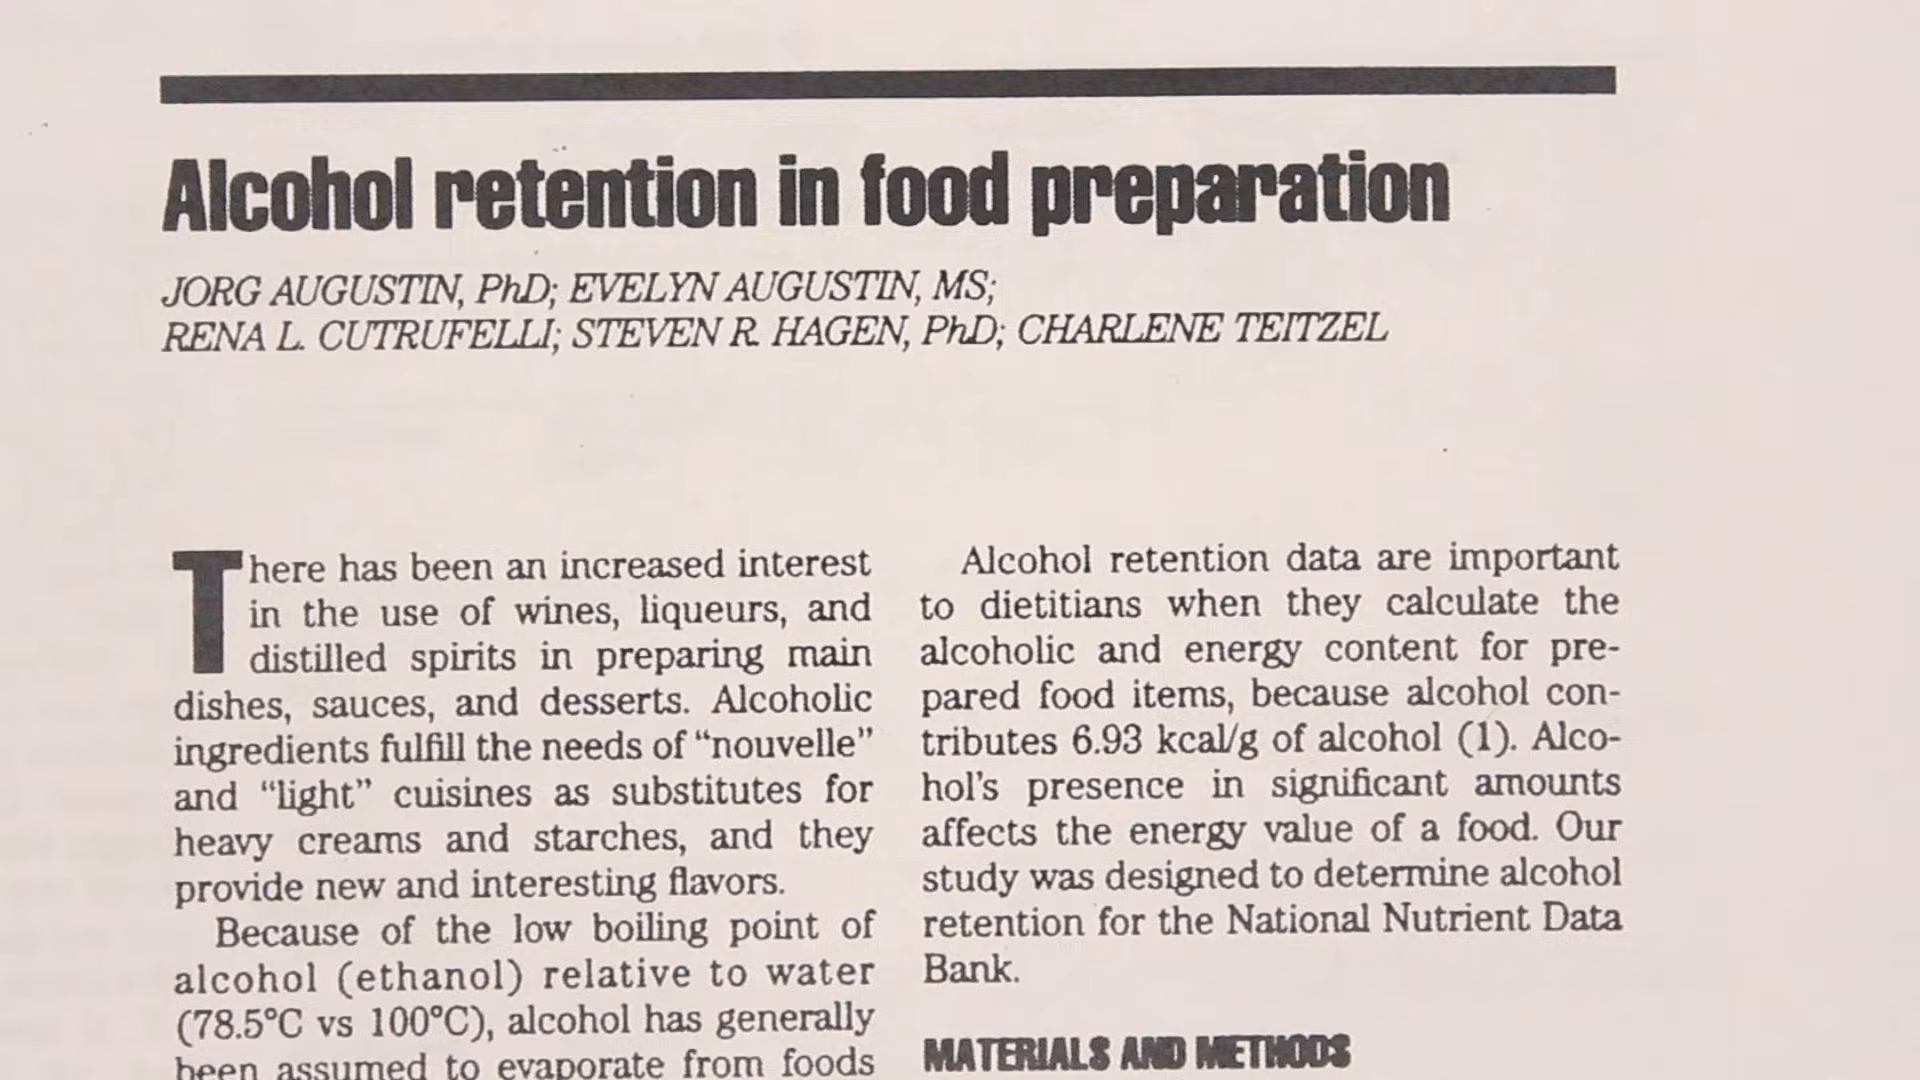 Alcohol retention in food preparation
JORG AUGUSTIN, PhD; EVELYN AUGUSTIN, MS;
RENA L. CUTRUFELLI; STEVEN R. HAGEN, PhD; CHARLENE TEITZEL
There has been an increased interest
in the use of wines, liqueurs, and
distilled spirits in preparing main
dishes, sauces, and desserts. Alcoholic
ingredients fulfill the needs of “nouvelle”
and “light” cuisines as substitutes for
heavy creams and starches, and they
provide new and interesting flavors.
Because of the low boiling point of
alcohol (ethanol) relative to water
(78.5°C vs 100°C), alcohol has generally
been assumed to evaporate from foods
Alcohol retention data are important
to dietitians when they calculate the
alcoholic and energy content for pre-
pared food items, because alcohol con-
tributes 6.93 kcal/g of alcohol (1). Alco-
hol's presence in significant amounts
affects the energy value of a food. Our
study was designed to determine alcohol
retention for the National Nutrient Data
Bank.
MATERIALS AND METHODS